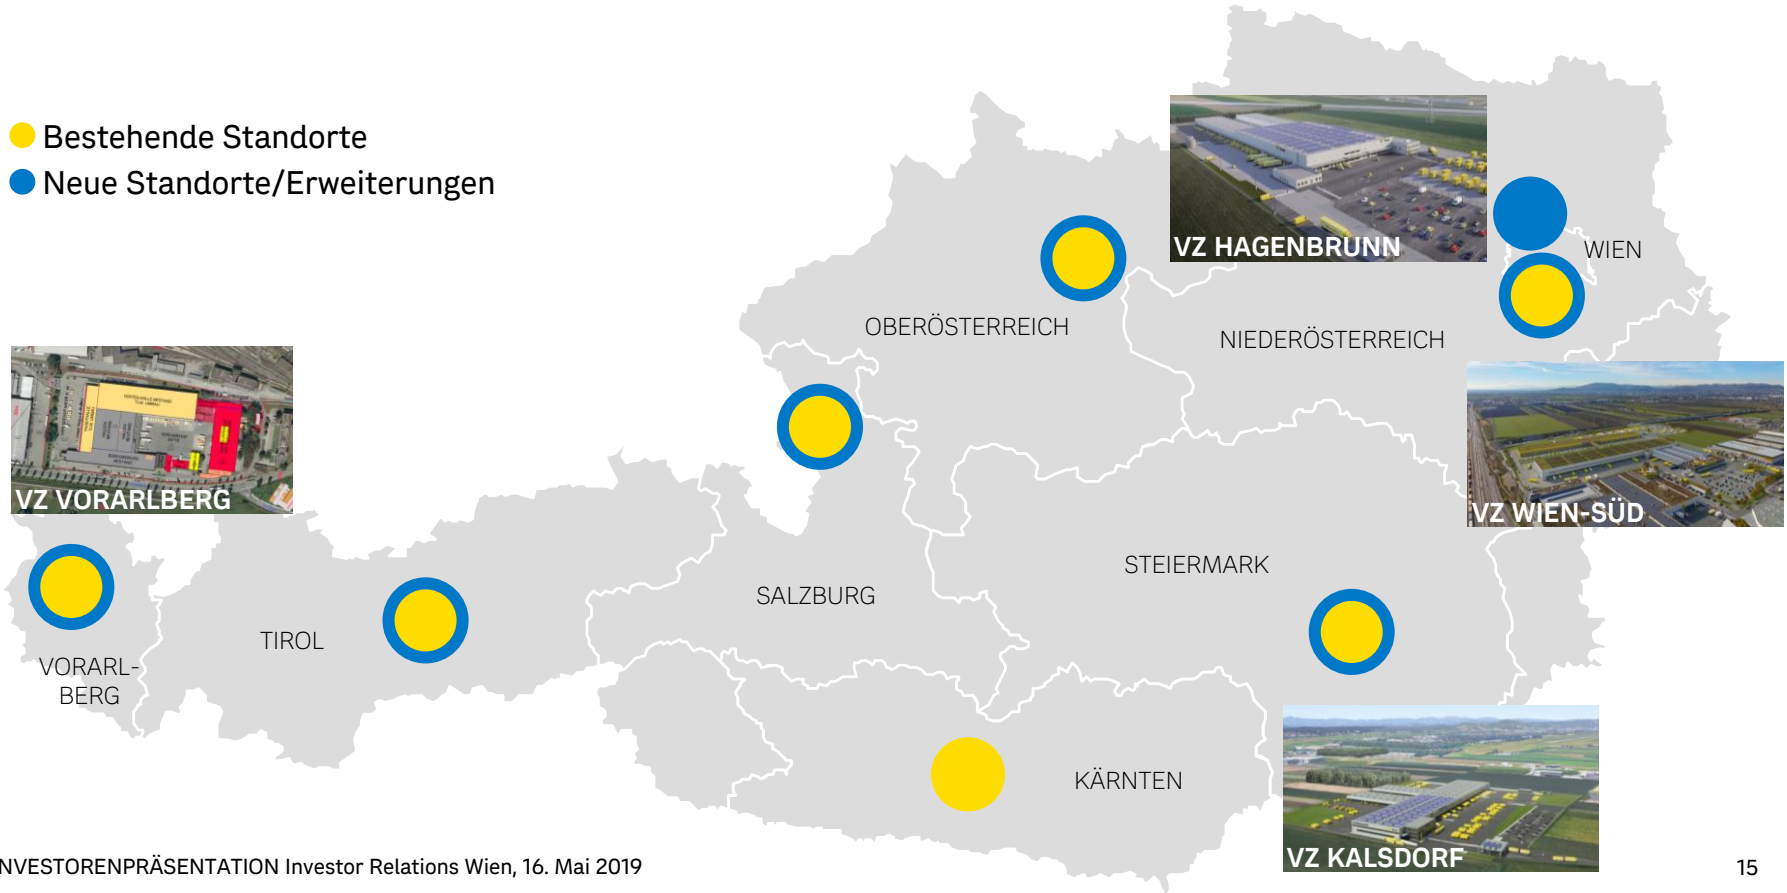 Bestehende Standorte
Neue Standorte/Erweiterungen
VZ HAGENBRUNN
WIEN
OBERÖSTERREICH
NIEDERÖSTERREICH
VZ VORARLBERG
VZ WIEN-SÜD
STEIERMARK
SALZBURG
TIROL
VORARL-
BERG
KÄRNTEN
VZ KALSDORF
NVESTORENPRÄSENTATION Investor Relations Wien, 16. Mai 2019
15